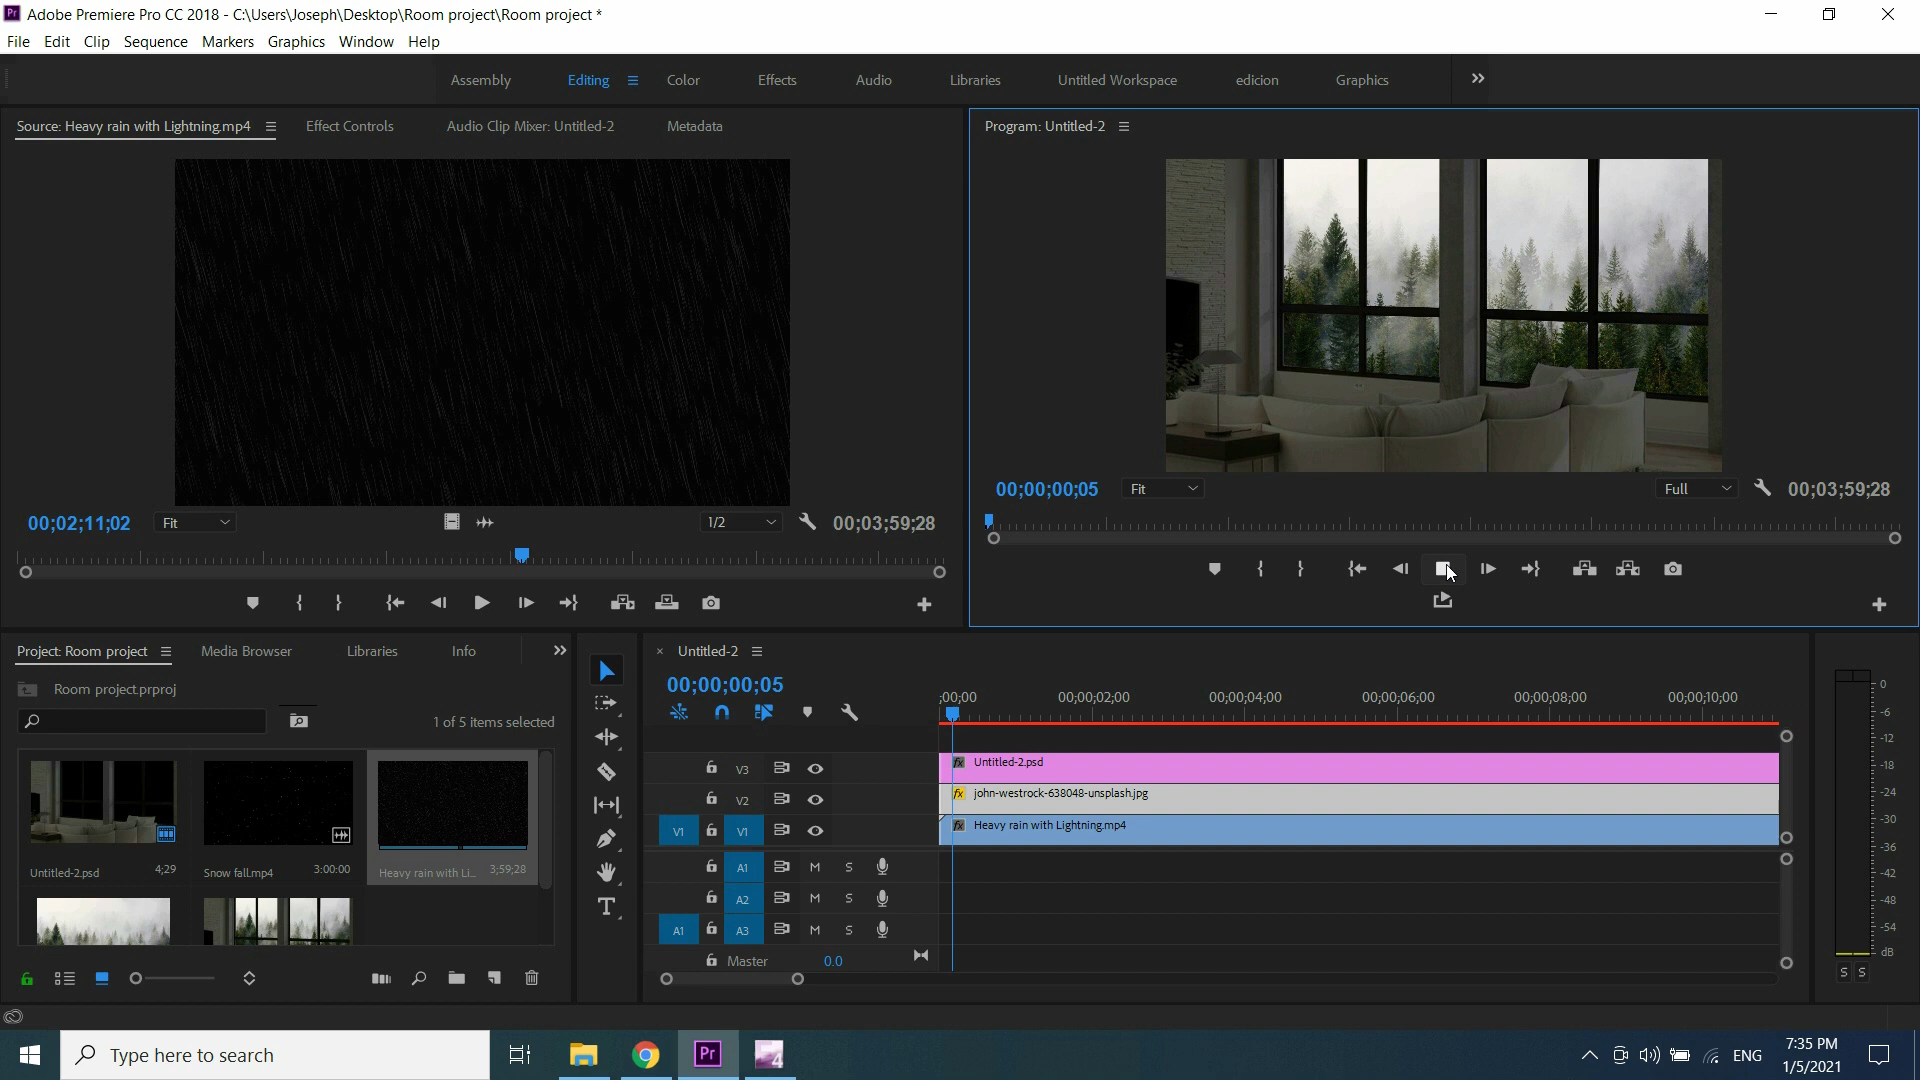 Adobe Premiere Pro CC 2018 - C:\Users\Joseph\Desktop\Room project\Room project *
File Edit Clip Sequence Markers Graphics Window Help
Assembly Editing Color Effects Audio Libraries Untitled Workspace edicion Graphics
Source: Heavy rain with Lightning.mp4 Effect Controls Audio Clip Mixer: Untitled-2 Metadata
Program: Untitled-2
00;00;00;05 Fit Full 00;03;59;28
00;02;11;02 Fit 1/2 00;03;59;28
Project: Room project Media Browser Libraries Info
Room project.prproj
1 of 5 items selected
Untitled-2.psd 4;29
Snow fall.mp4 3:00:00
Heavy rain with Li... 3;59;28
Untitled-2
00;00;00;05
;00;00 00;00;02;00 00;00;04;00 00;00;06;00 00;00;08;00 00;00;10;00
V3 Untitled-2.psd
V2 john-westrock-638048-unsplash.jpg
V1 V1 Heavy rain with Lightning.mp4
fx
fx
fx
A1 M S
A2 M S
A1 A3 M S
Master 0.0
0
-6
-12
-18
-24
-30
-36
-42
-48
-54
dB
S S
Type here to search
Pr
4
ENG
7:35 PM
1/5/2021